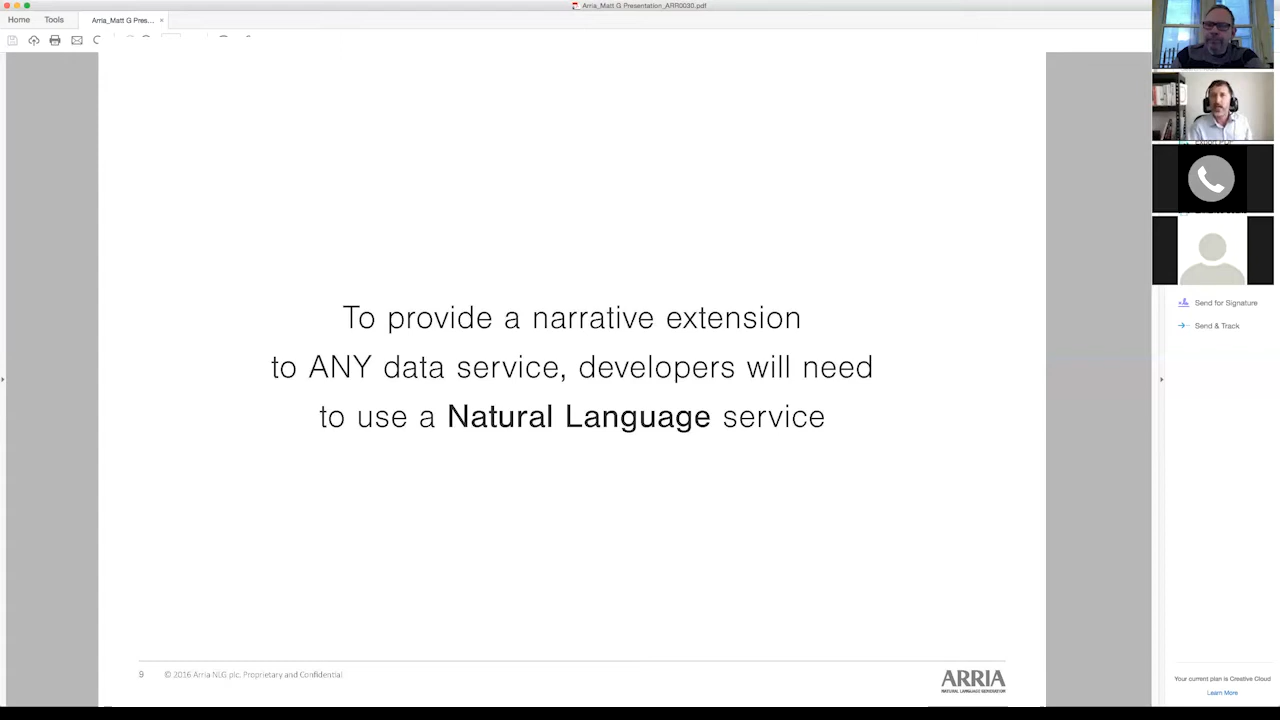 Arria_Matt G Presentation_ARR0030.pdf
Home Tools Arria_Matt G Pres... ×
To provide a narrative extension
to ANY data service, developers will need
to use a Natural Language service
Export PDF
Send for Signature
Send & Track
9 © 2016 Arria NLG plc. Proprietary and Confidential
ARRIA
NATURAL LANGUAGE GENERATION
Your current plan is Creative Cloud
Learn More